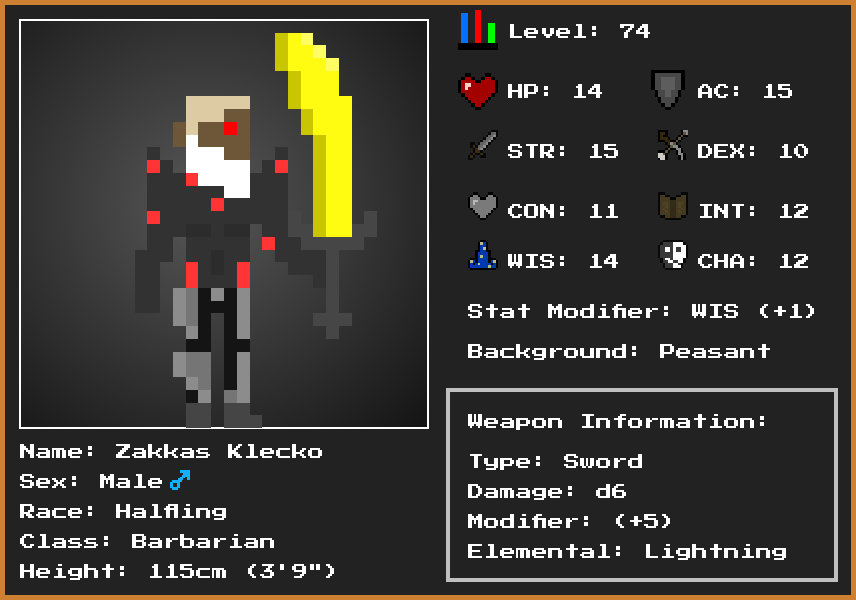 Level: 74
HP: 14
AC: 15
STR: 15
DEX: 10
CON: 11
INT: 12
WIS: 14
CHA: 12
Stat Modifier: WIS (+1)
Background: Peasant
Weapon Information:
Type: Sword
Damage: d6
Modifier: (+5)
Elemental: Lightning
Name: Zakkas Klecko
Sex: Male ♂
Race: Halfling
Class: Barbarian
Height: 115cm (3'9")